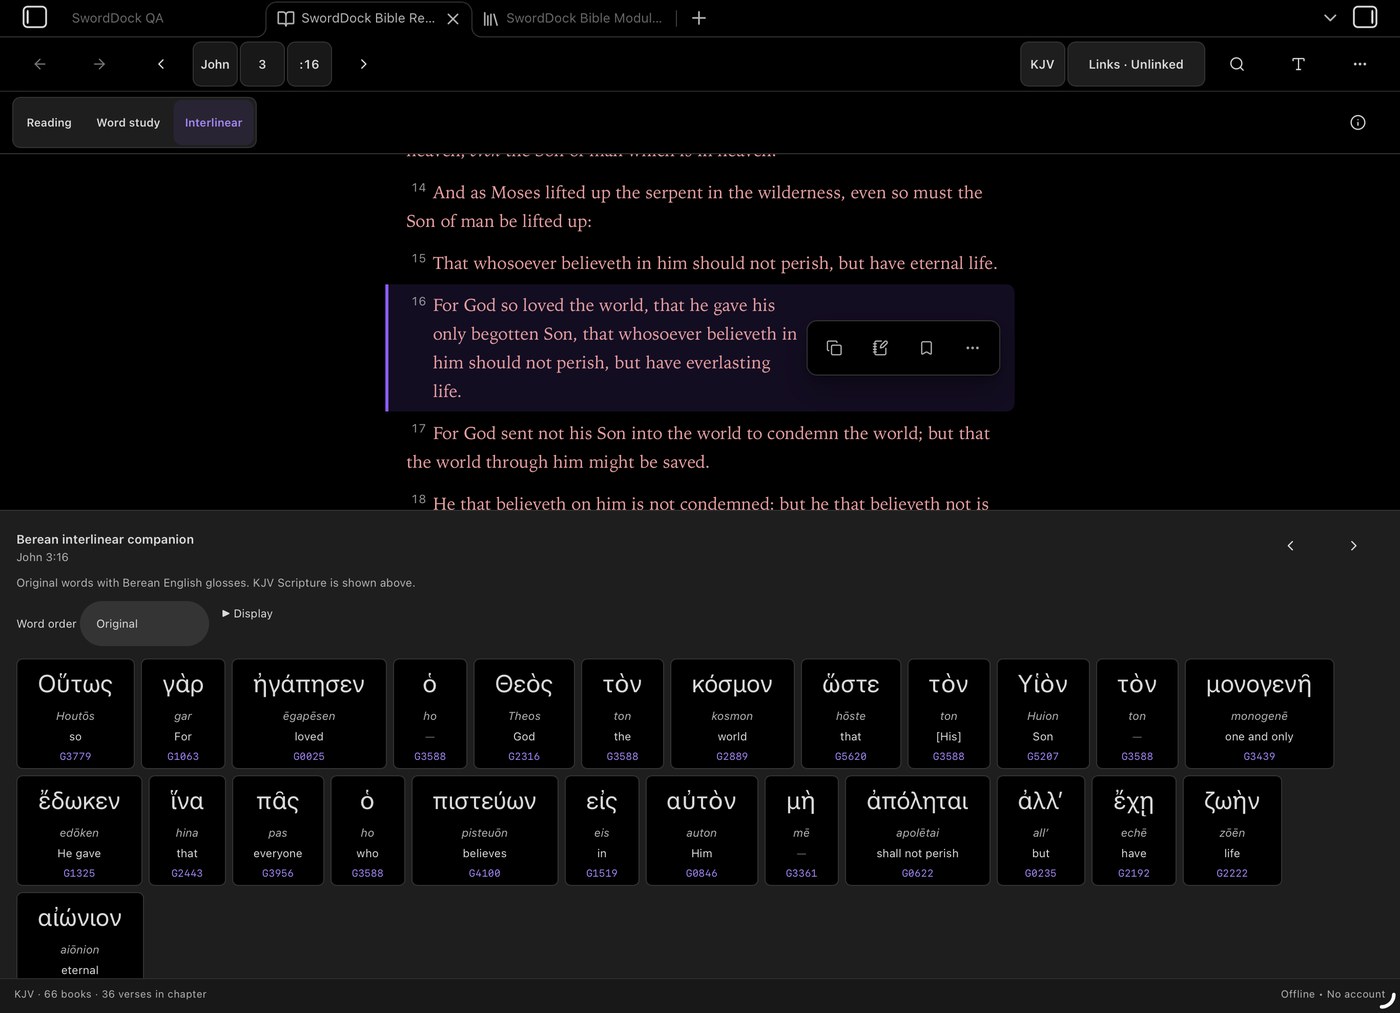 SwordDock QA
SwordDock Bible Re...
SwordDock Bible Modul...
John
3
:16
KJV
Links · Unlinked
Reading
Word study
Interlinear
heaven, even the Son of man which is in heaven.
14 And as Moses lifted up the serpent in the wilderness, even so must the
Son of man be lifted up:
15 That whosoever believeth in him should not perish, but have eternal life.
16 For God so loved the world, that he gave his
only begotten Son, that whosoever believeth in
him should not perish, but have everlasting
life.
17 For God sent not his Son into the world to condemn the world; but that
the world through him might be saved.
18 He that believeth on him is not condemned: but he that believeth not is
Berean interlinear companion
John 3:16
Original words with Berean English glosses. KJV Scripture is shown above.
Word order
Original
▶ Display
Οὕτως γὰρ ἠγάπησεν ὁ Θεὸς τὸν κόσμον ὥστε τὸν Υἱὸν τὸν μονογενῆ
Houtōs gar ēgapēsen ho Theos ton kosmon hōste ton Huion ton monogenē
so For loved — God the world that [His] Son — one and only
G3779 G1063 G0025 G3588 G2316 G3588 G2889 G5620 G3588 G5207 G3588 G3439
ἔδωκεν ἵνα πᾶς ὁ πιστεύων εἰς αὐτὸν μὴ ἀπόληται ἀλλ’ ἔχῃ ζωὴν
edōken hina pas ho pisteuōn eis auton mē apolētai all’ echē zōēn
He gave that everyone who believes in Him — shall not perish but have life
G1325 G2443 G3956 G3588 G4100 G1519 G0846 G3361 G0622 G0235 G2192 G2222
αἰώνιον
aiōnion
eternal
KJV · 66 books · 36 verses in chapter
Offline • No account